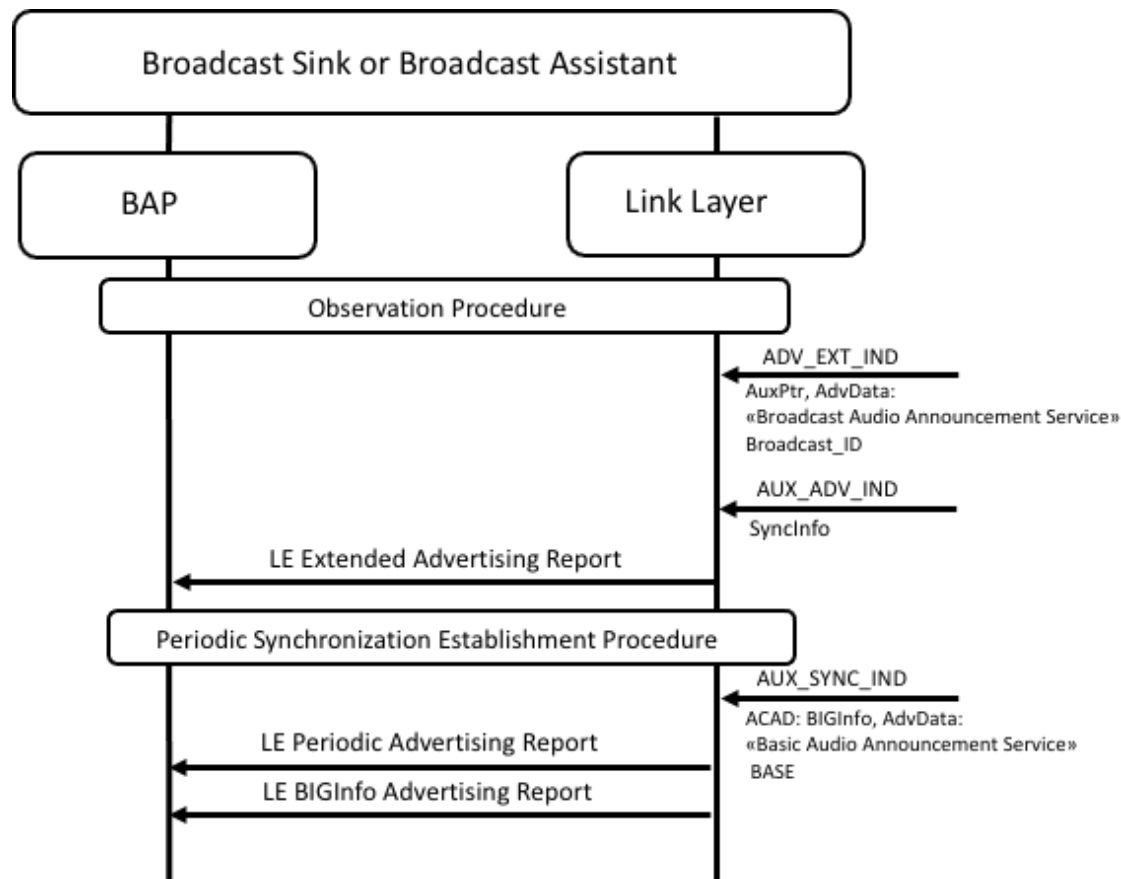 Broadcast Sink or Broadcast Assistant
BAP
Link Layer
Observation Procedure
ADV_EXT_IND
AuxPtr, AdvData:
«Broadcast Audio Announcement Service»
Broadcast_ID
AUX_ADV_IND
SyncInfo
LE Extended Advertising Report
Periodic Synchronization Establishment Procedure
AUX_SYNC_IND
ACAD: BIGInfo, AdvData:
«Basic Audio Announcement Service»
BASE
LE Periodic Advertising Report
LE BIGInfo Advertising Report